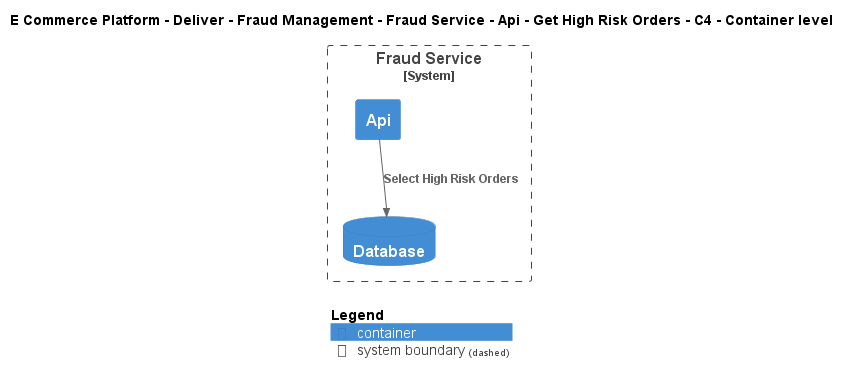 E Commerce Platform - Deliver - Fraud Management - Fraud Service - Api - Get High Risk Orders - C4 - Container level
Fraud Service
[System]
Api
Select High Risk Orders
Database
Legend
container
system boundary (dashed)